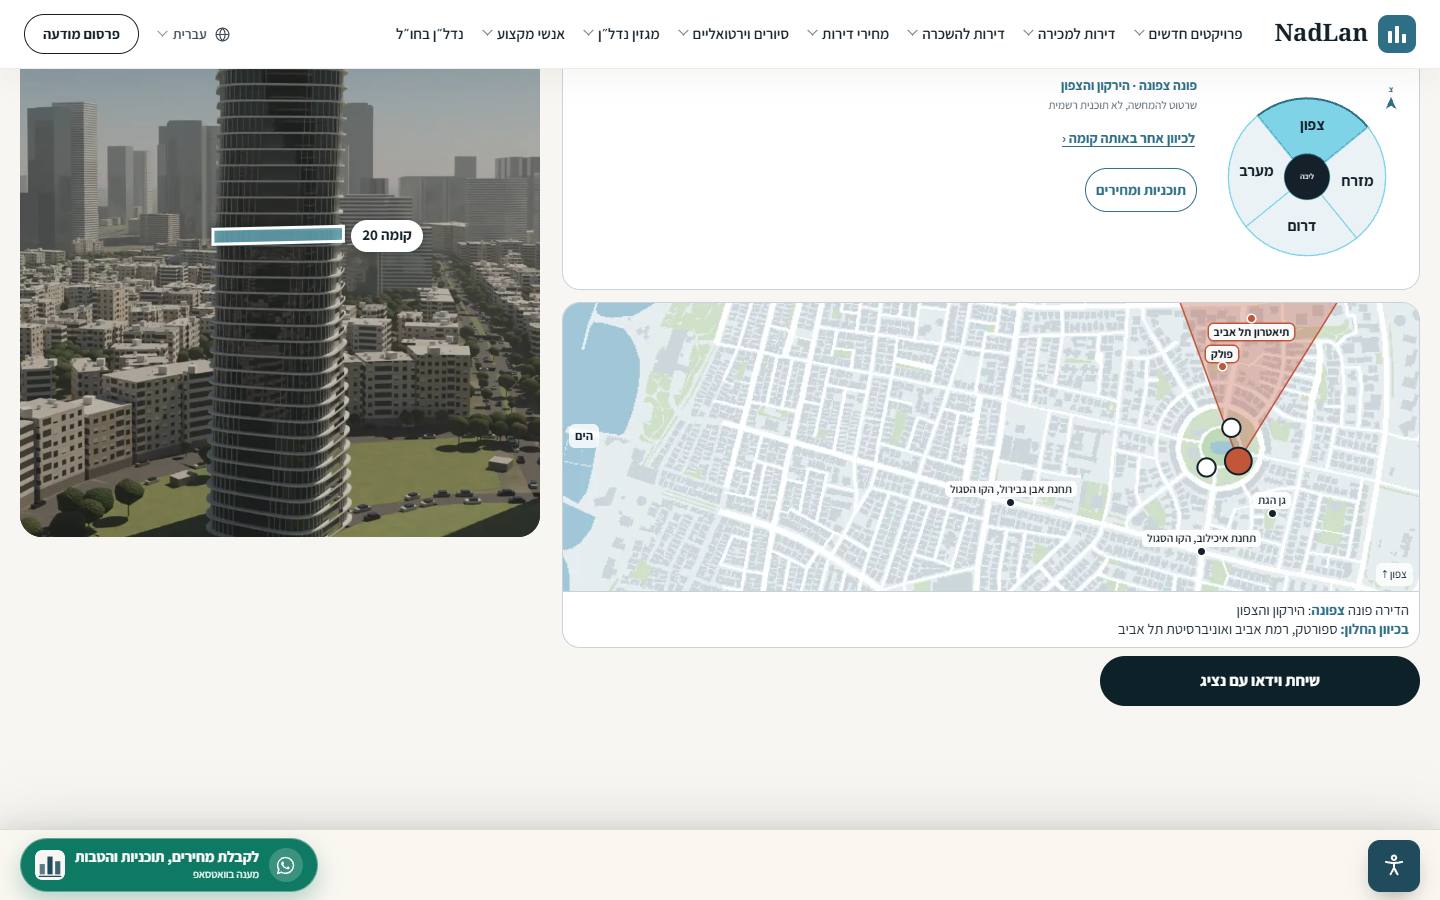 NadLan
פרויקטים חדשים
דירות למכירה
דירות להשכרה
מחירי דירות
סיורים וירטואליים
מגזין נדל״ן
אנשי מקצוע
נדל״ן בחו״ל
עברית
פרסום מודעה
צ
צפון
מזרח
מערב
דרום
ליבה
פונה צפונה · הירקון והצפון
שרטוט להמחשה, לא תוכנית רשמית
לכיוון אחר באותה קומה ‹
תוכניות ומחירים
קומה 20
תיאטרון תל אביב
פולק
הים
תחנת אבן גבירול, הקו הסגול
גן הגת
תחנת איכילוב, הקו הסגול
צפון ↑
הדירה פונה צפונה: הירקון והצפון
בכיוון החלון: ספורטק, רמת אביב ואוניברסיטת תל אביב
שיחת וידאו עם נציג
לקבלת מחירים, תוכניות והטבות
מענה בוואטסאפ